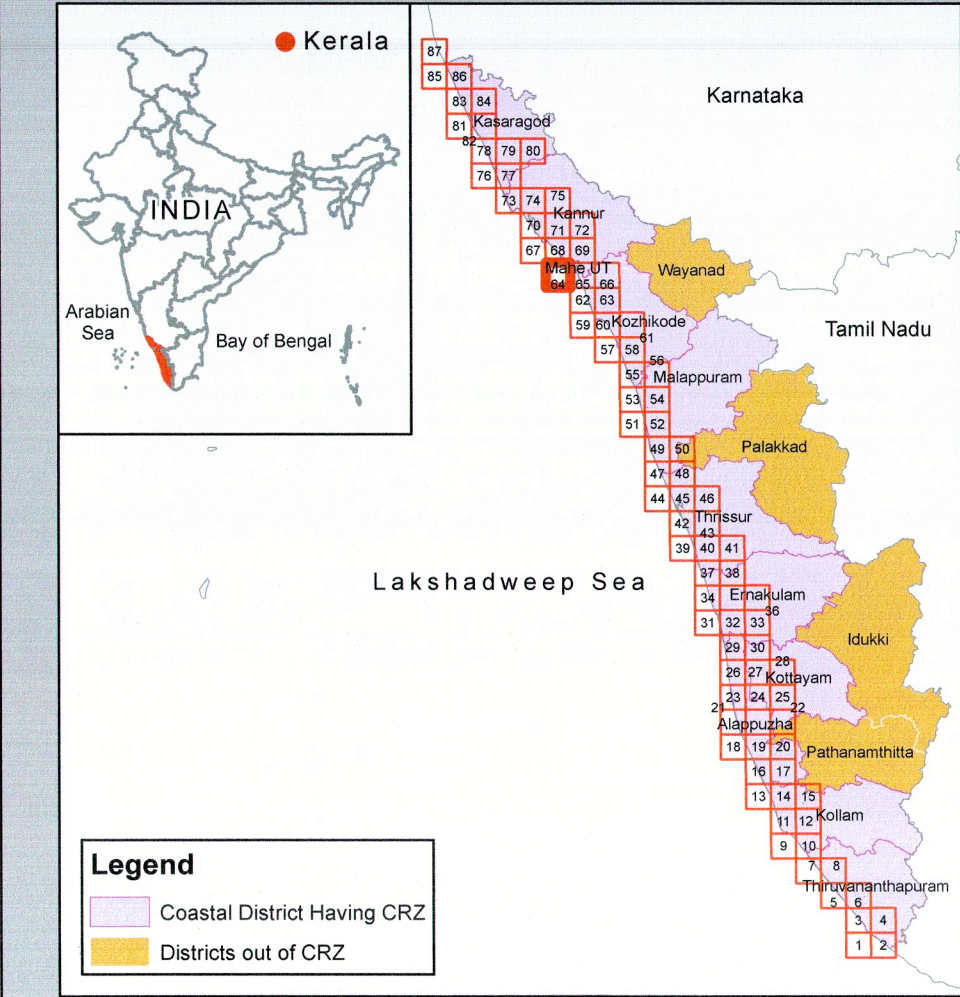 Kerala
INDIA
Arabian
Sea
Bay of Bengal
Karnataka
Tamil Nadu
Lakshadweep Sea
87
85 86
83 84
81
Kasaragod
82
78 79 80
76 77
73 74 75
Kannur
70 71 72
67 68 69
Mahe UT
64 65 66
Wayanad
62 63
59 60 Kozhikode
61
57 58
56
55 Malappuram
53 54
51 52
49 50
Palakkad
47 48
44 45 46
42 Thrissur
43
39 40 41
37 38
34 Ernakulam
36
31 32 33
Idukki
29 30
28
26 27 Kottayam
23 24 25
21 22
Alappuzha
18 19 20
Pathanamthitta
16 17
13 14 15
Kollam
11 12
9 10
7 8
Thiruvananthapuram
5 6
3 4
1 2
Legend
Coastal District Having CRZ
Districts out of CRZ